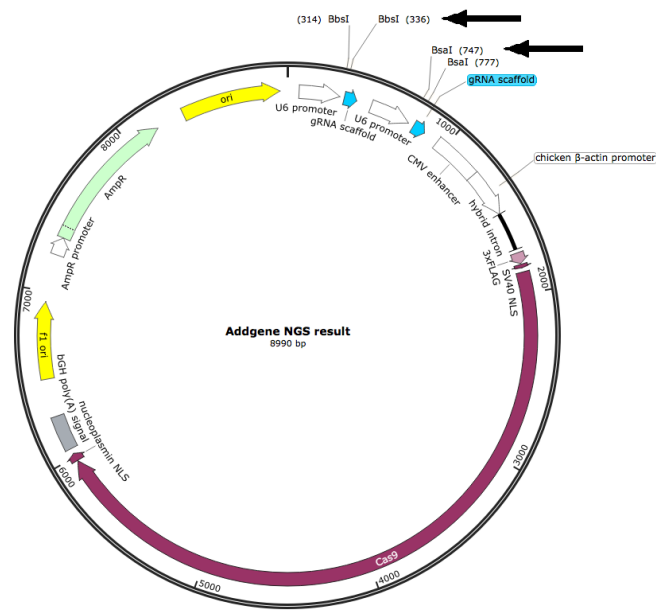 (314) BbsI
BbsI (336)
BsaI (747)
BsaI (777)
gRNA scaffold
ori
U6 promoter
gRNA scaffold
U6 promoter
1000
chicken β-actin promoter
CMV enhancer
hybrid intron
3xFLAG
SV40 NLS
2000
8000
AmpR
AmpR promoter
7000
f1 ori
bGH poly(A) signal
nucleoplasmin NLS
6000
Addgene NGS result
8990 bp
3000
Cas9
4000
5000